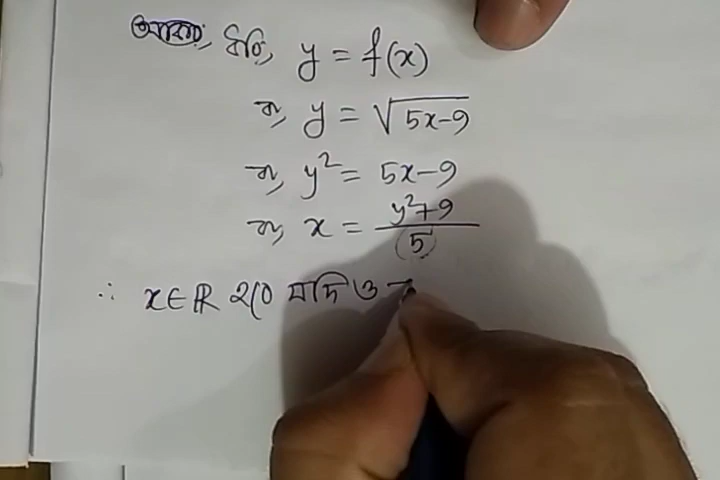 আবার, ধরি, y = f(x)
বা, y = √5x-9
বা, y² = 5x-9
বা, x = y²+9/5
∴ x∈ℝ হবে যদি ও